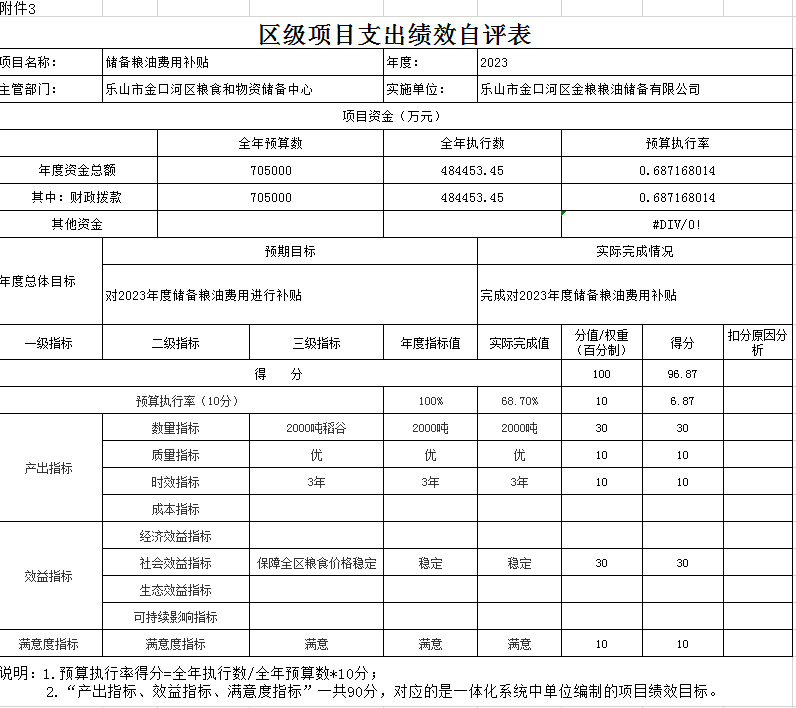 附件3
区级项目支出绩效自评表
项目名称： 储备粮油费用补贴 年度： 2023
主管部门： 乐山市金口河区粮食和物资储备中心 实施单位： 乐山市金口河区金粮粮油储备有限公司
项目资金（万元）
全年预算数 全年执行数 预算执行率
年度资金总额 705000 484453.45 0.687168014
其中：财政拨款 705000 484453.45 0.687168014
其他资金 #DIV/0!
年度总体目标 预期目标 实际完成情况
对2023年度储备粮油费用进行补贴 完成对2023年度储备粮油费用补贴
一级指标 二级指标 三级指标 年度指标值 实际完成值 分值/权重（百分制） 得分 扣分原因分析
得 分 100 96.87
预算执行率（10分） 100% 68.70% 10 6.87
产出指标 数量指标 2000吨稻谷 2000吨 2000吨 30 30
质量指标 优 优 优 10 10
时效指标 3年 3年 3年 10 10
成本指标
效益指标 经济效益指标
社会效益指标 保障全区粮食价格稳定 稳定 稳定 30 30
生态效益指标
可持续影响指标
满意度指标 满意度指标 满意 满意 满意 10 10
说明：1.预算执行率得分=全年执行数/全年预算数*10分；
2.“产出指标、效益指标、满意度指标”一共90分，对应的是一体化系统中单位编制的项目绩效目标。